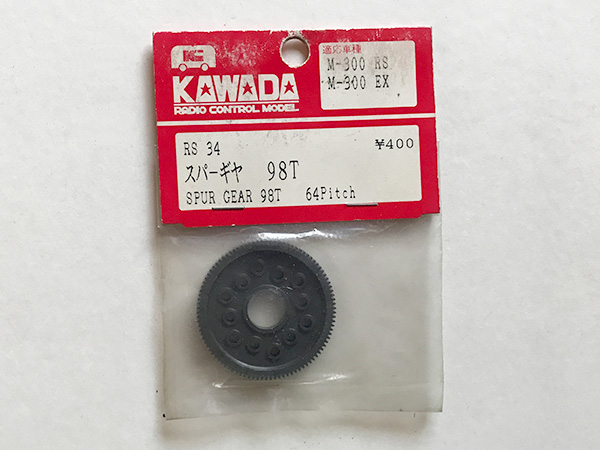 KAWADA
RADIO CONTROL MODEL
適応車種
M-300 RS
M-300 EX
RS 34
¥400
スパーギヤ 98T
SPUR GEAR 98T 64Pitch